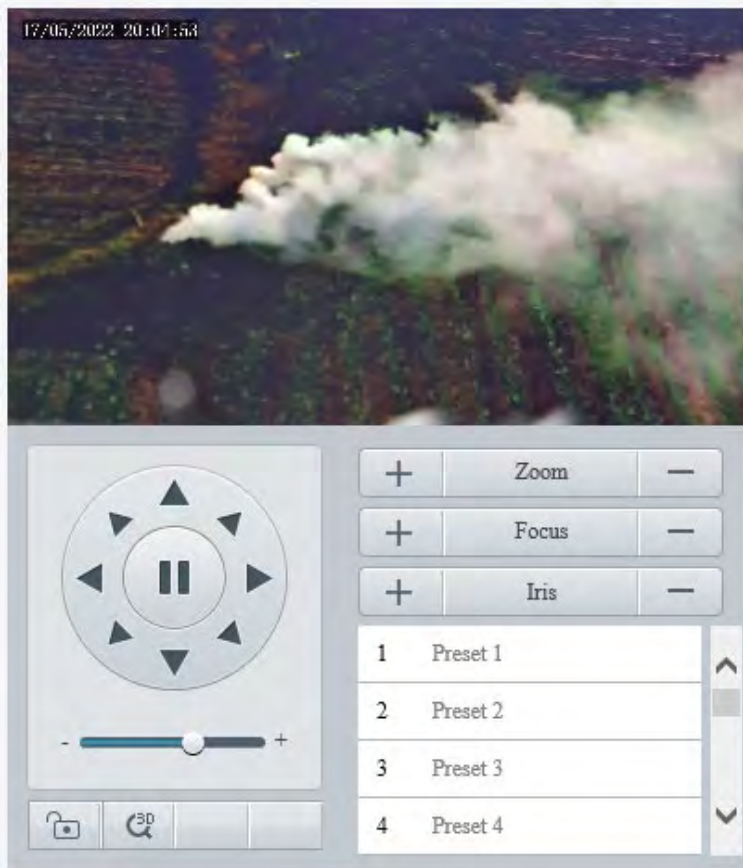 17/05/2022 20:04:53
+ Zoom —
+ Focus —
+ Iris —
1 Preset 1
2 Preset 2
3 Preset 3
4 Preset 4
- +
3D